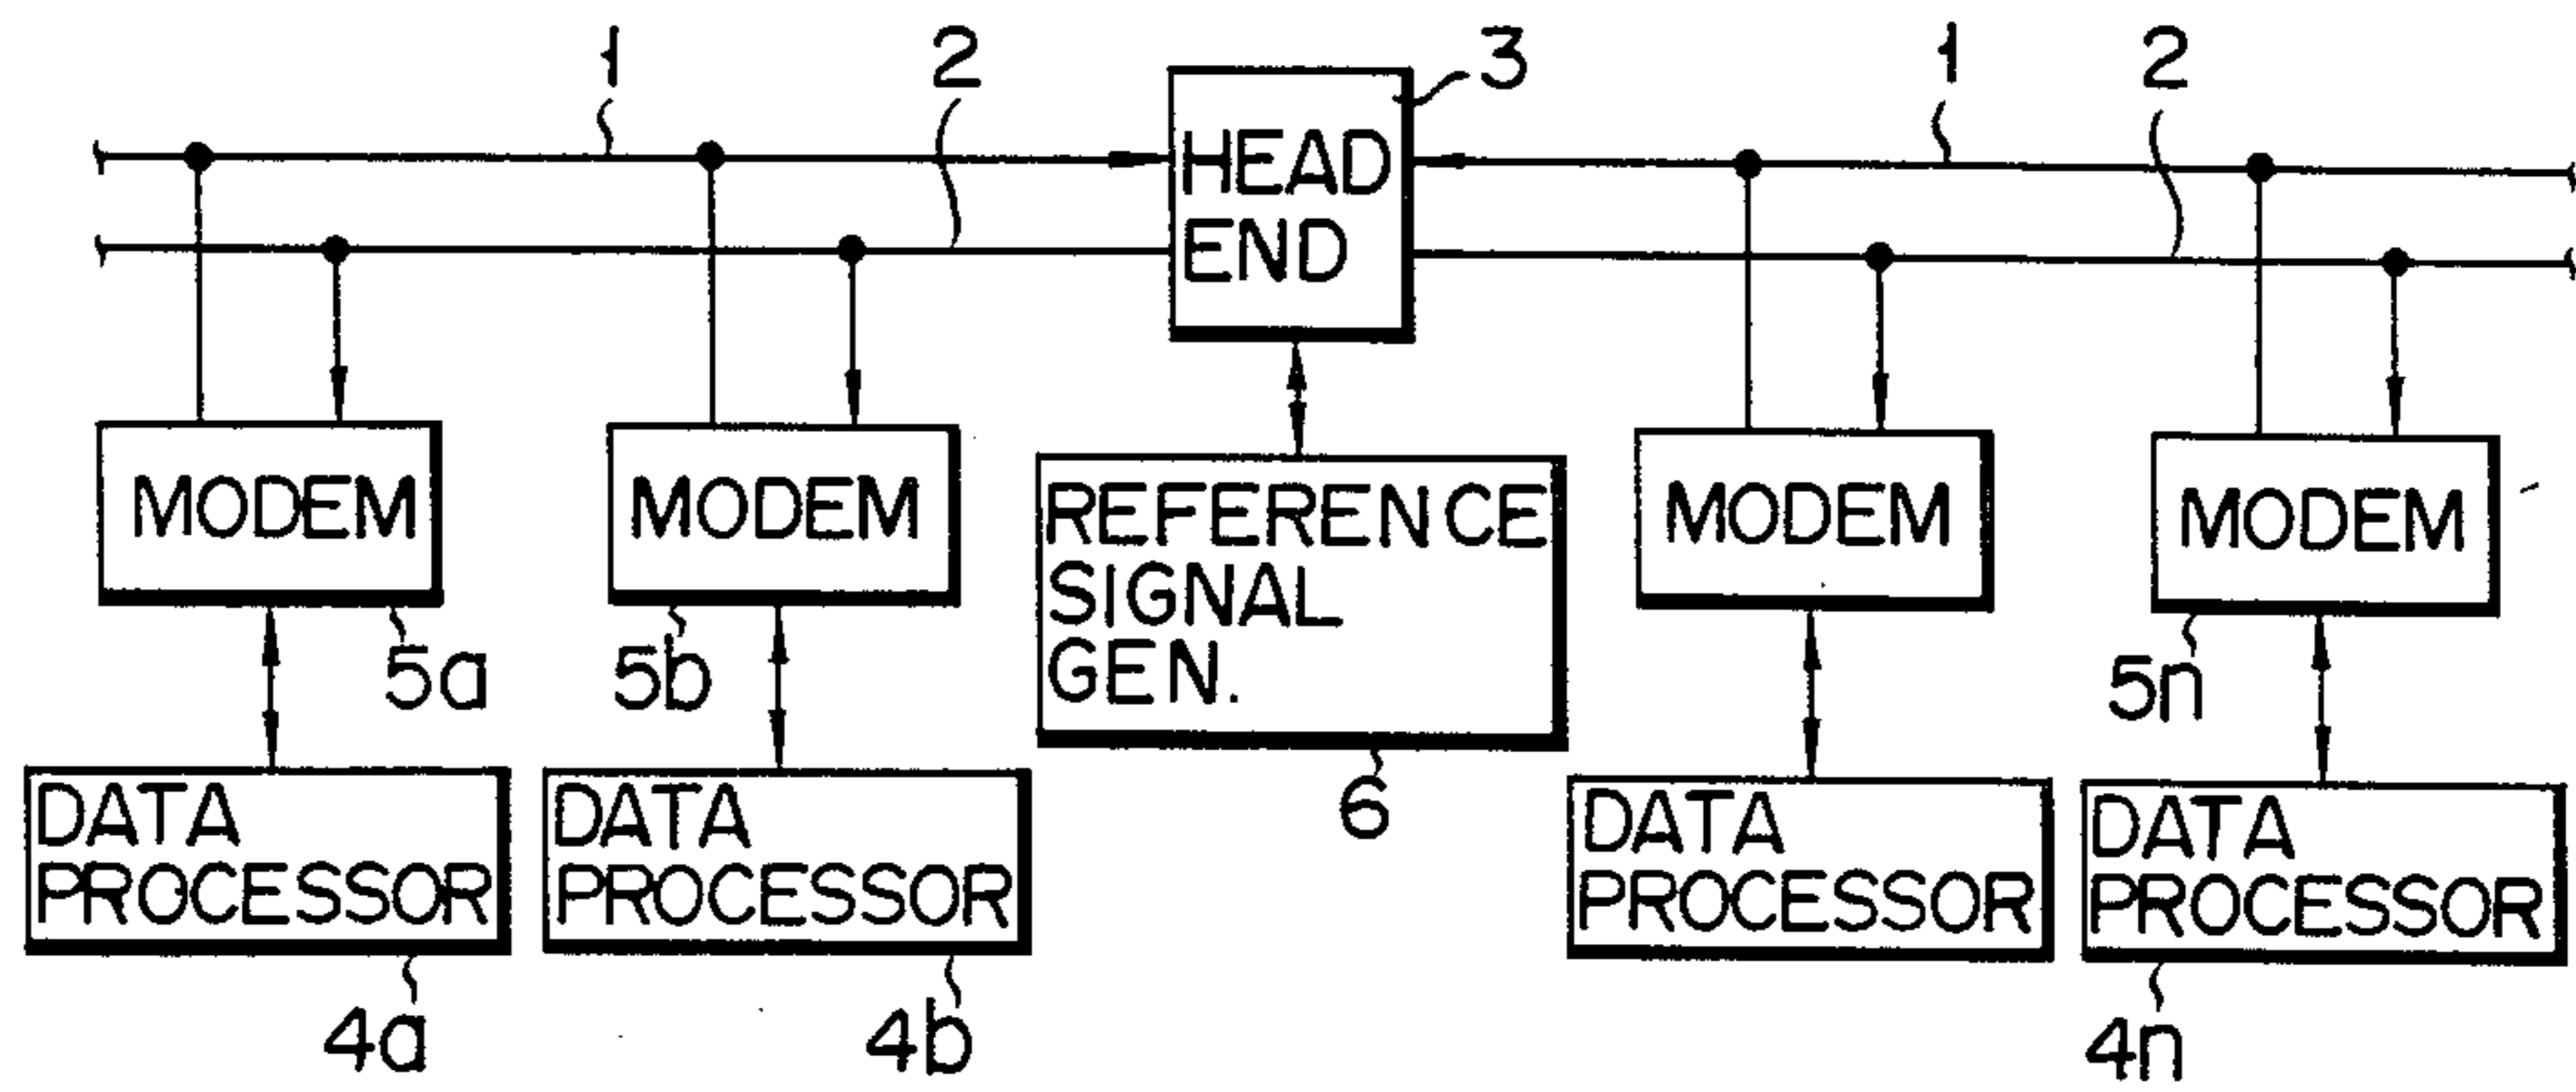 1
2
3
1
2
HEAD
END
MODEM
MODEM
REFERENCE
SIGNAL
GEN.
MODEM
MODEM
5a
5b
5n
6
DATA
PROCESSOR
DATA
PROCESSOR
DATA
PROCESSOR
DATA
PROCESSOR
4a
4b
4n